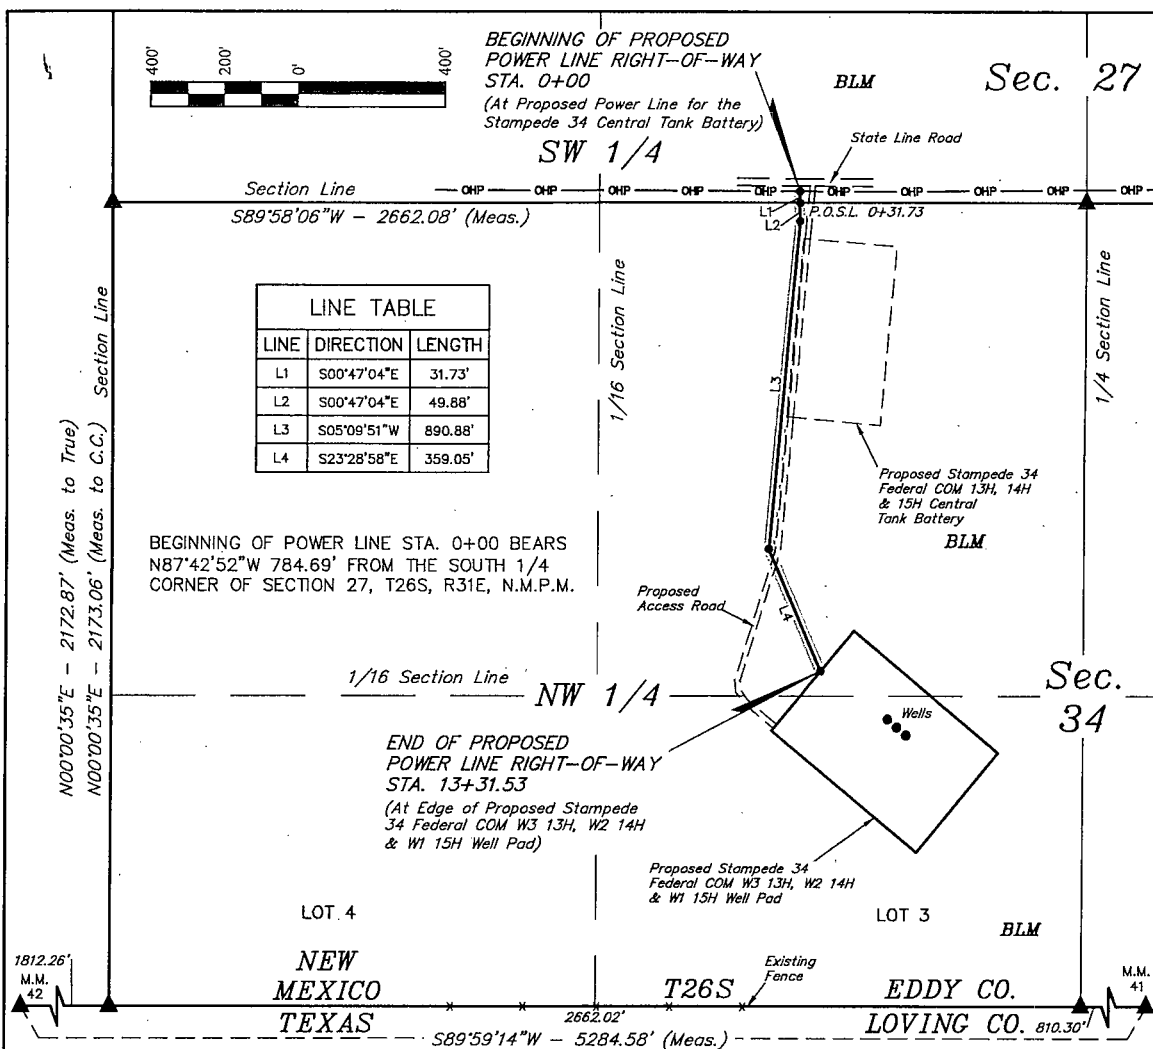 400'
200'
0'
400'
BEGINNING OF PROPOSED
POWER LINE RIGHT-OF-WAY
STA. 0+00
(At Proposed Power Line for the
Stampede 34 Central Tank Battery)
BLM
Sec. 27
SW 1/4
State Line Road
Section Line
OHP OHP OHP OHP OHP OHP OHP OHP OHP OHP
S89°58'06"W - 2662.08' (Meas.)
L1
P.O.S.L. 0+31.73
L2
LINE TABLE
LINE DIRECTION LENGTH
L1 S00°47'04"E 31.73'
L2 S00°47'04"E 49.88'
L3 S05°09'51"W 890.88'
L4 S23°28'58"E 359.05'
Section Line
N00°00'35"E - 2172.87' (Meas. to True)
N00°00'35"E - 2173.06' (Meas. to C.C.)
1/16 Section Line
L3
1/4 Section Line
Proposed Stampede 34
Federal COM 13H, 14H
& 15H Central
Tank Battery
BLM
BEGINNING OF POWER LINE STA. 0+00 BEARS
N87°42'52"W 784.69' FROM THE SOUTH 1/4
CORNER OF SECTION 27, T26S, R31E, N.M.P.M.
Proposed
Access Road
L4
1/16 Section Line
NW 1/4
Sec.
34
Wells
END OF PROPOSED
POWER LINE RIGHT-OF-WAY
STA. 13+31.53
(At Edge of Proposed Stampede
34 Federal COM W3 13H, W2 14H
& W1 15H Well Pad)
Proposed Stampede 34
Federal COM W3 13H, W2 14H
& W1 15H Well Pad
LOT 4
LOT 3
BLM
1812.26'
M.M.
42
NEW
MEXICO
TEXAS
Existing
Fence
T26S
EDDY CO.
LOVING CO.
M.M.
41
2662.02'
810.30'
S89°59'14"W - 5284.58' (Meas.)